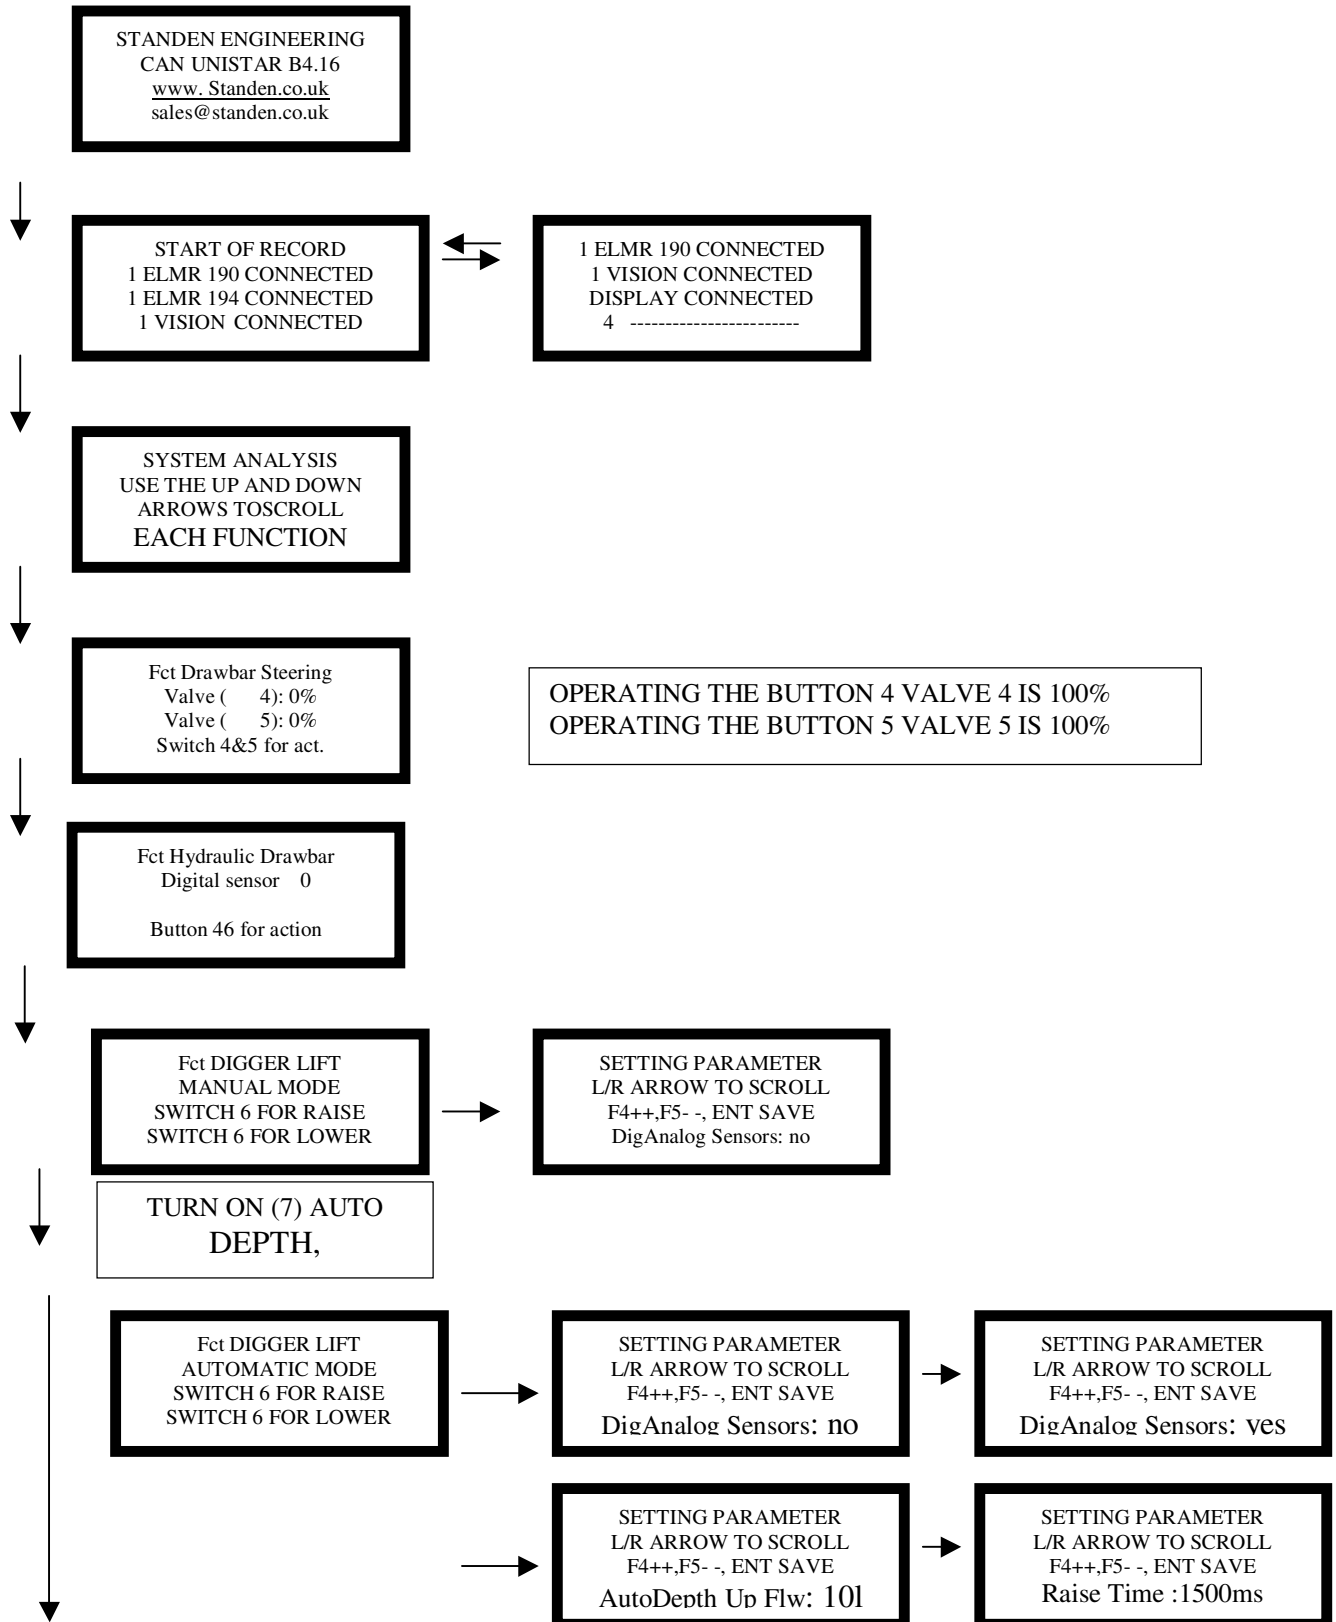 STANDEN ENGINEERING
CAN UNISTAR B4.16
www. Standen.co.uk
sales@standen.co.uk
START OF RECORD
1 ELMR 190 CONNECTED
1 ELMR 194 CONNECTED
1 VISION CONNECTED
1 ELMR 190 CONNECTED
1 VISION CONNECTED
DISPLAY CONNECTED
4 ------------------------
SYSTEM ANALYSIS
USE THE UP AND DOWN
ARROWS TOSCROLL
EACH FUNCTION
Fct Drawbar Steering
Valve ( 4): 0%
Valve ( 5): 0%
Switch 4&5 for act.
OPERATING THE BUTTON 4 VALVE 4 IS 100%
OPERATING THE BUTTON 5 VALVE 5 IS 100%
Fct Hydraulic Drawbar
Digital sensor 0
Button 46 for action
Fct DIGGER LIFT
MANUAL MODE
SWITCH 6 FOR RAISE
SWITCH 6 FOR LOWER
SETTING PARAMETER
L/R ARROW TO SCROLL
F4++,F5- -, ENT SAVE
DigAnalog Sensors: no
TURN ON (7) AUTO
DEPTH,
Fct DIGGER LIFT
AUTOMATIC MODE
SWITCH 6 FOR RAISE
SWITCH 6 FOR LOWER
SETTING PARAMETER
L/R ARROW TO SCROLL
F4++,F5- -, ENT SAVE
DigAnalog Sensors: no
SETTING PARAMETER
L/R ARROW TO SCROLL
F4++,F5- -, ENT SAVE
DigAnalog Sensors: yes
SETTING PARAMETER
L/R ARROW TO SCROLL
F4++,F5- -, ENT SAVE
AutoDepth Up Flw: 10l
SETTING PARAMETER
L/R ARROW TO SCROLL
F4++,F5- -, ENT SAVE
Raise Time :1500ms